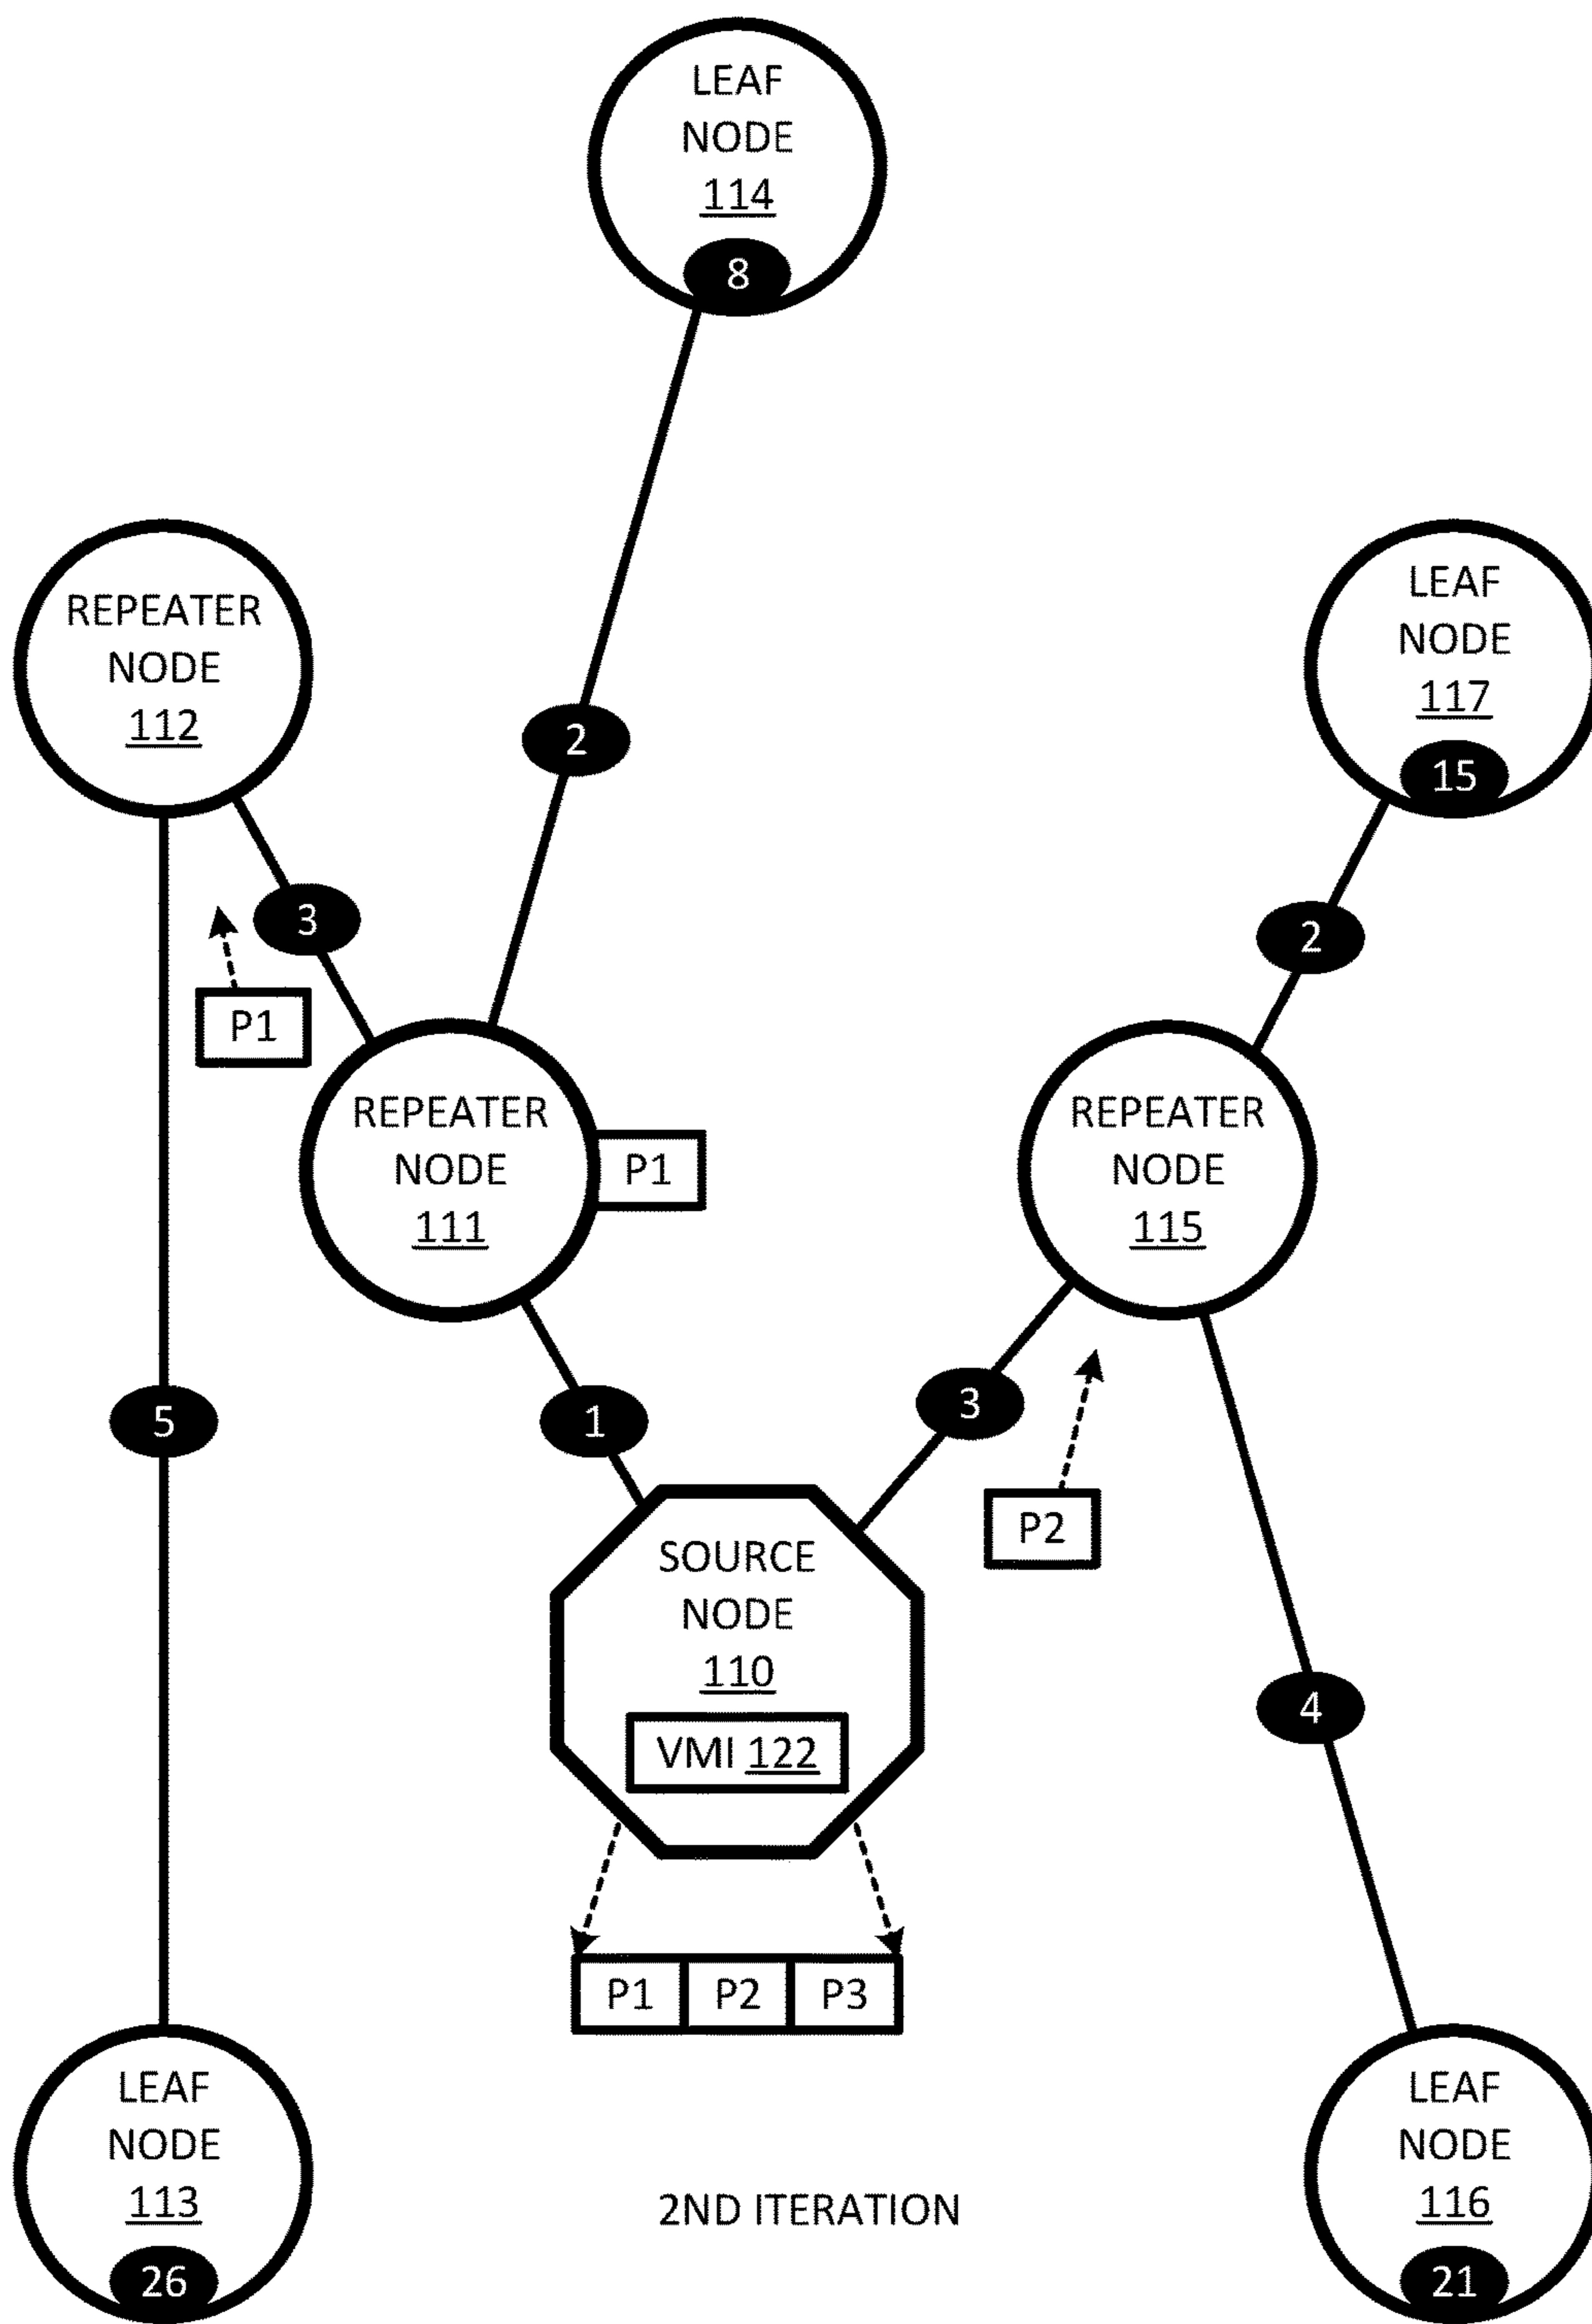 LEAF
NODE
114
8
REPEATER
NODE
112
2
LEAF
NODE
117
15
3
2
P1
REPEATER
NODE
111
P1
REPEATER
NODE
115
5
1
3
P2
SOURCE
NODE
110
VMI 122
4
P1 P2 P3
LEAF
NODE
113
26
2ND ITERATION
LEAF
NODE
116
21